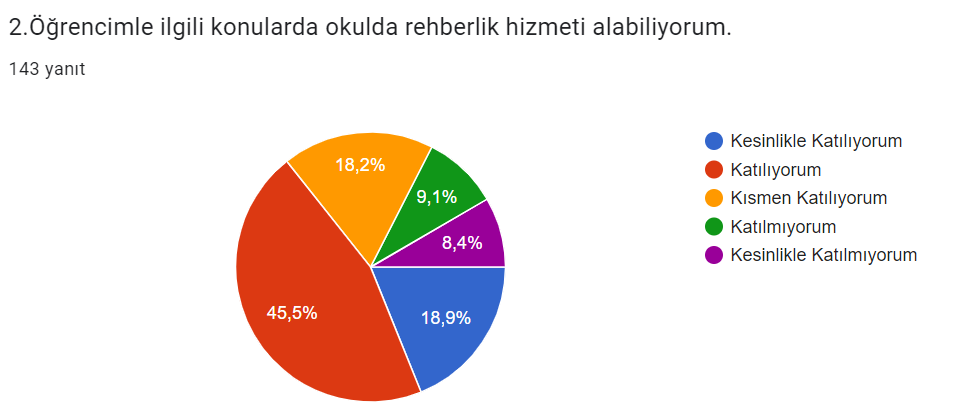 2.Öğrencimle ilgili konularda okulda rehberlik hizmeti alabiliyorum.
143 yanıt
18,2%
9,1%
8,4%
45,5%
18,9%
Kesinlikle Katılıyorum
Katılıyorum
Kısmen Katılıyorum
Katılmıyorum
Kesinlikle Katılmıyorum